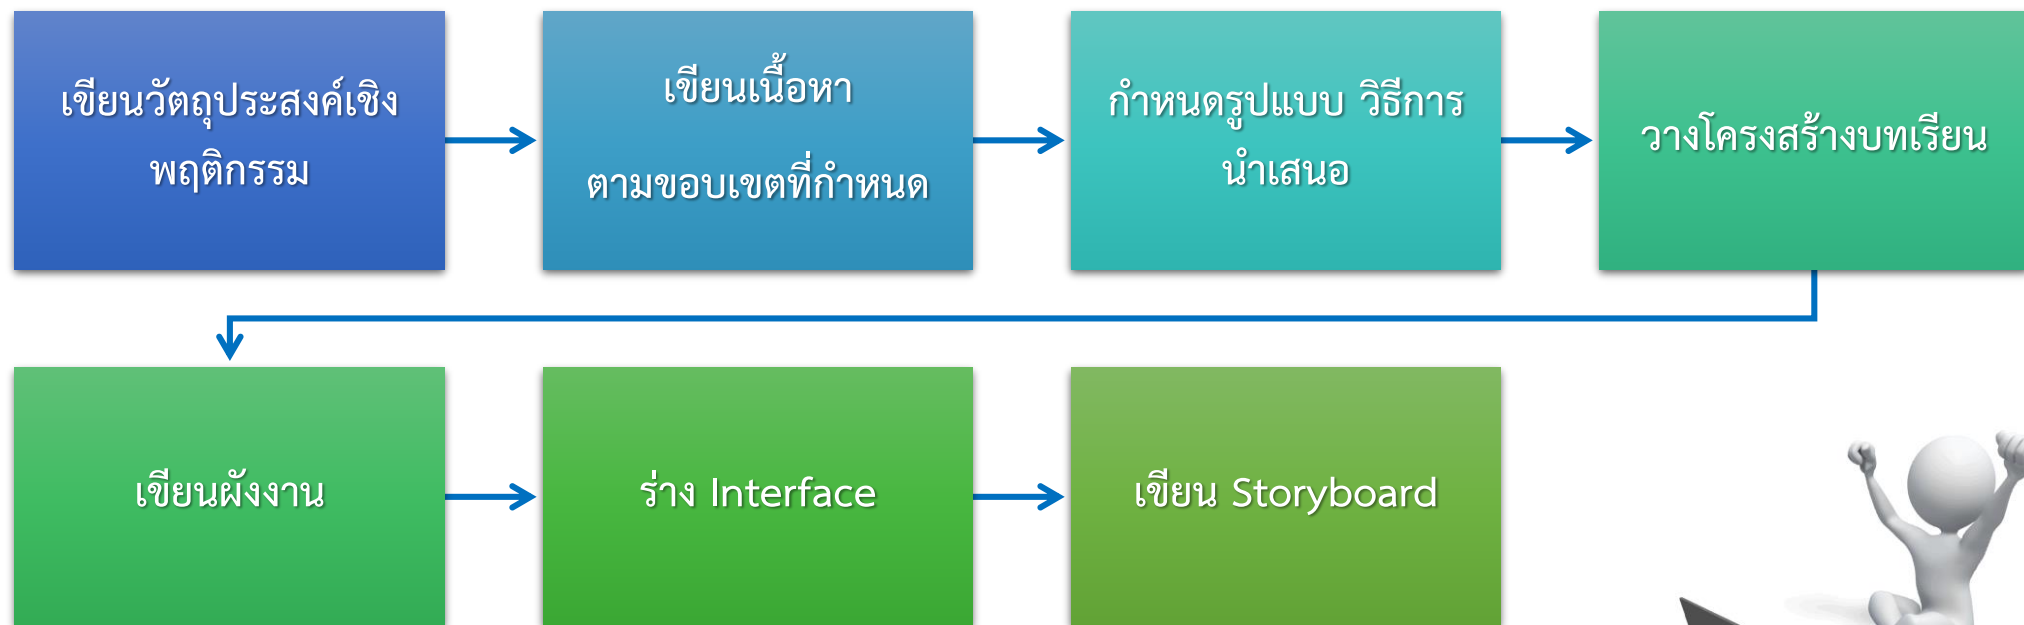 เขียนวัตถุประสงค์เชิง
พฤติกรรม
เขียนเนื้อหา
ตามขอบเขตที่กำหนด
กำหนดรูปแบบ วิธีการ
นำเสนอ
วางโครงสร้างบทเรียน
เขียนผังงาน
ร่าง Interface
เขียน Storyboard